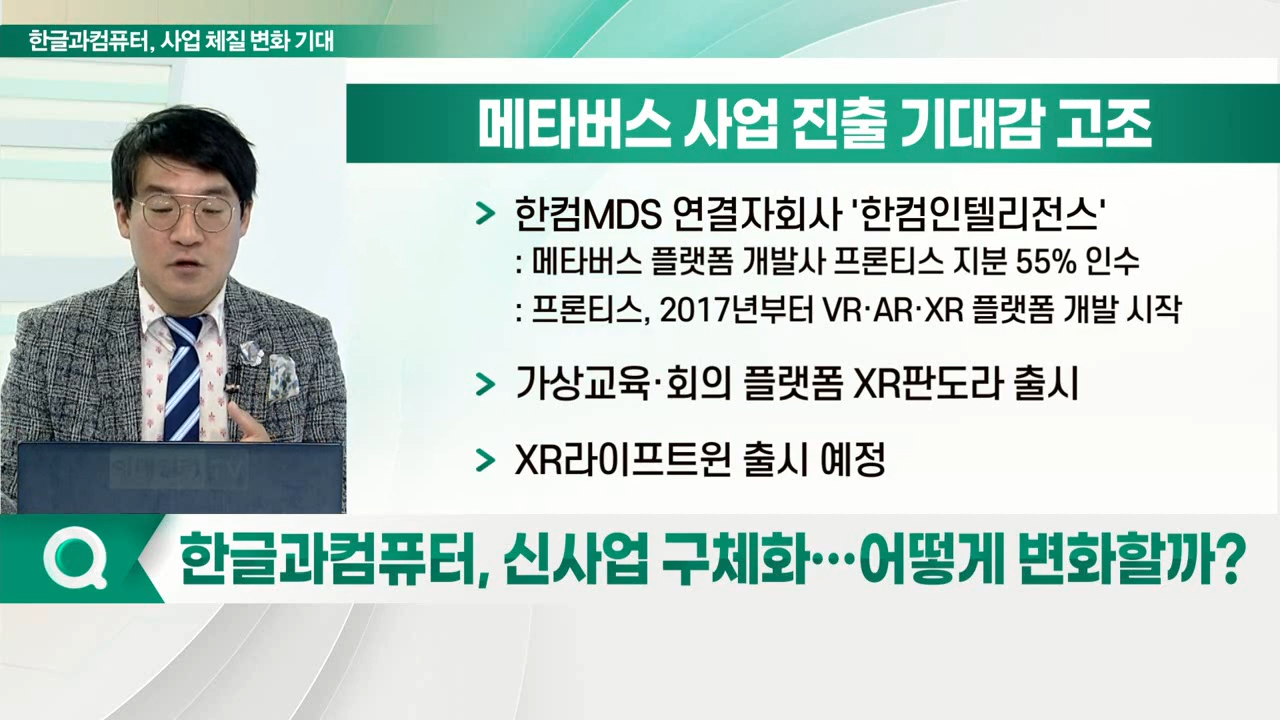 한글과컴퓨터, 사업 체질 변화 기대
메타버스 사업 진출 기대감 고조
> 한컴MDS 연결자회사 '한컴인텔리전스'
: 메타버스 플랫폼 개발사 프론티스 지분 55% 인수
: 프론티스, 2017년부터 VR·AR·XR 플랫폼 개발 시작
> 가상교육·회의 플랫폼 XR판도라 출시
> XR라이프트윈 출시 예정
한글과컴퓨터, 신사업 구체화…어떻게 변화할까?